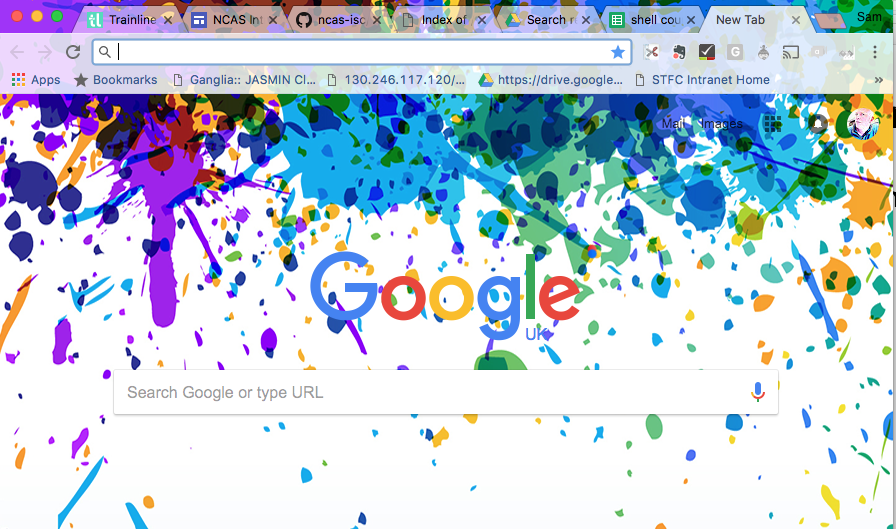 Trainline NCAS Int ncas-isc Index of Search r shell cou New Tab Sam
Apps Bookmarks Ganglia:: JASMIN Cl... 130.246.117.120/... https://drive.google... STFC Intranet Home »
Mail Images
Google
UK
Search Google or type URL